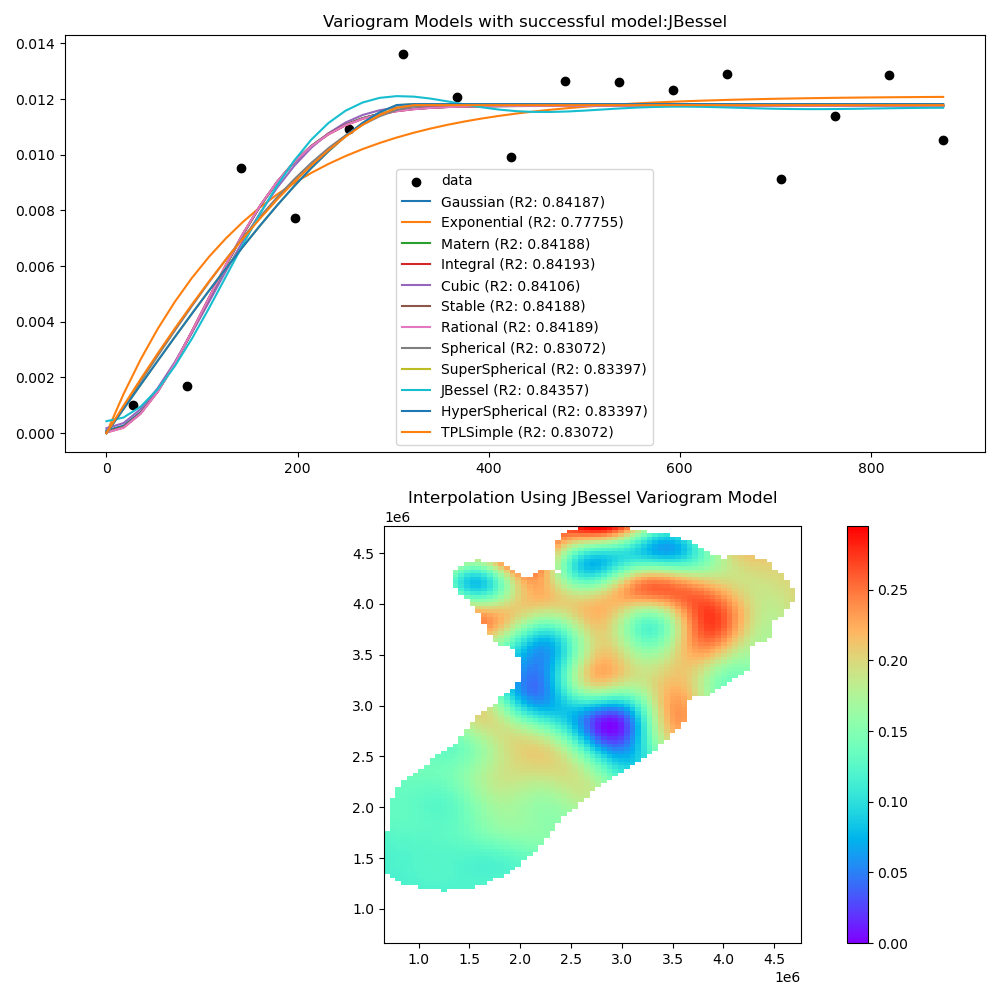 Variogram Models with successful model:JBessel
0.014
0.012
0.010
0.008
0.006
0.004
0.002
0.000
data
Gaussian (R2: 0.84187)
Exponential (R2: 0.77755)
Matern (R2: 0.84188)
Integral (R2: 0.84193)
Cubic (R2: 0.84106)
Stable (R2: 0.84188)
Rational (R2: 0.84189)
Spherical (R2: 0.83072)
SuperSpherical (R2: 0.83397)
JBessel (R2: 0.84357)
HyperSpherical (R2: 0.83397)
TPLSimple (R2: 0.83072)
0 200 400 600 800
Interpolation Using JBessel Variogram Model
1e6
4.5
4.0
3.5
3.0
2.5
2.0
1.5
1.0
1.0 1.5 2.0 2.5 3.0 3.5 4.0 4.5
1e6
0.25
0.20
0.15
0.10
0.05
0.00